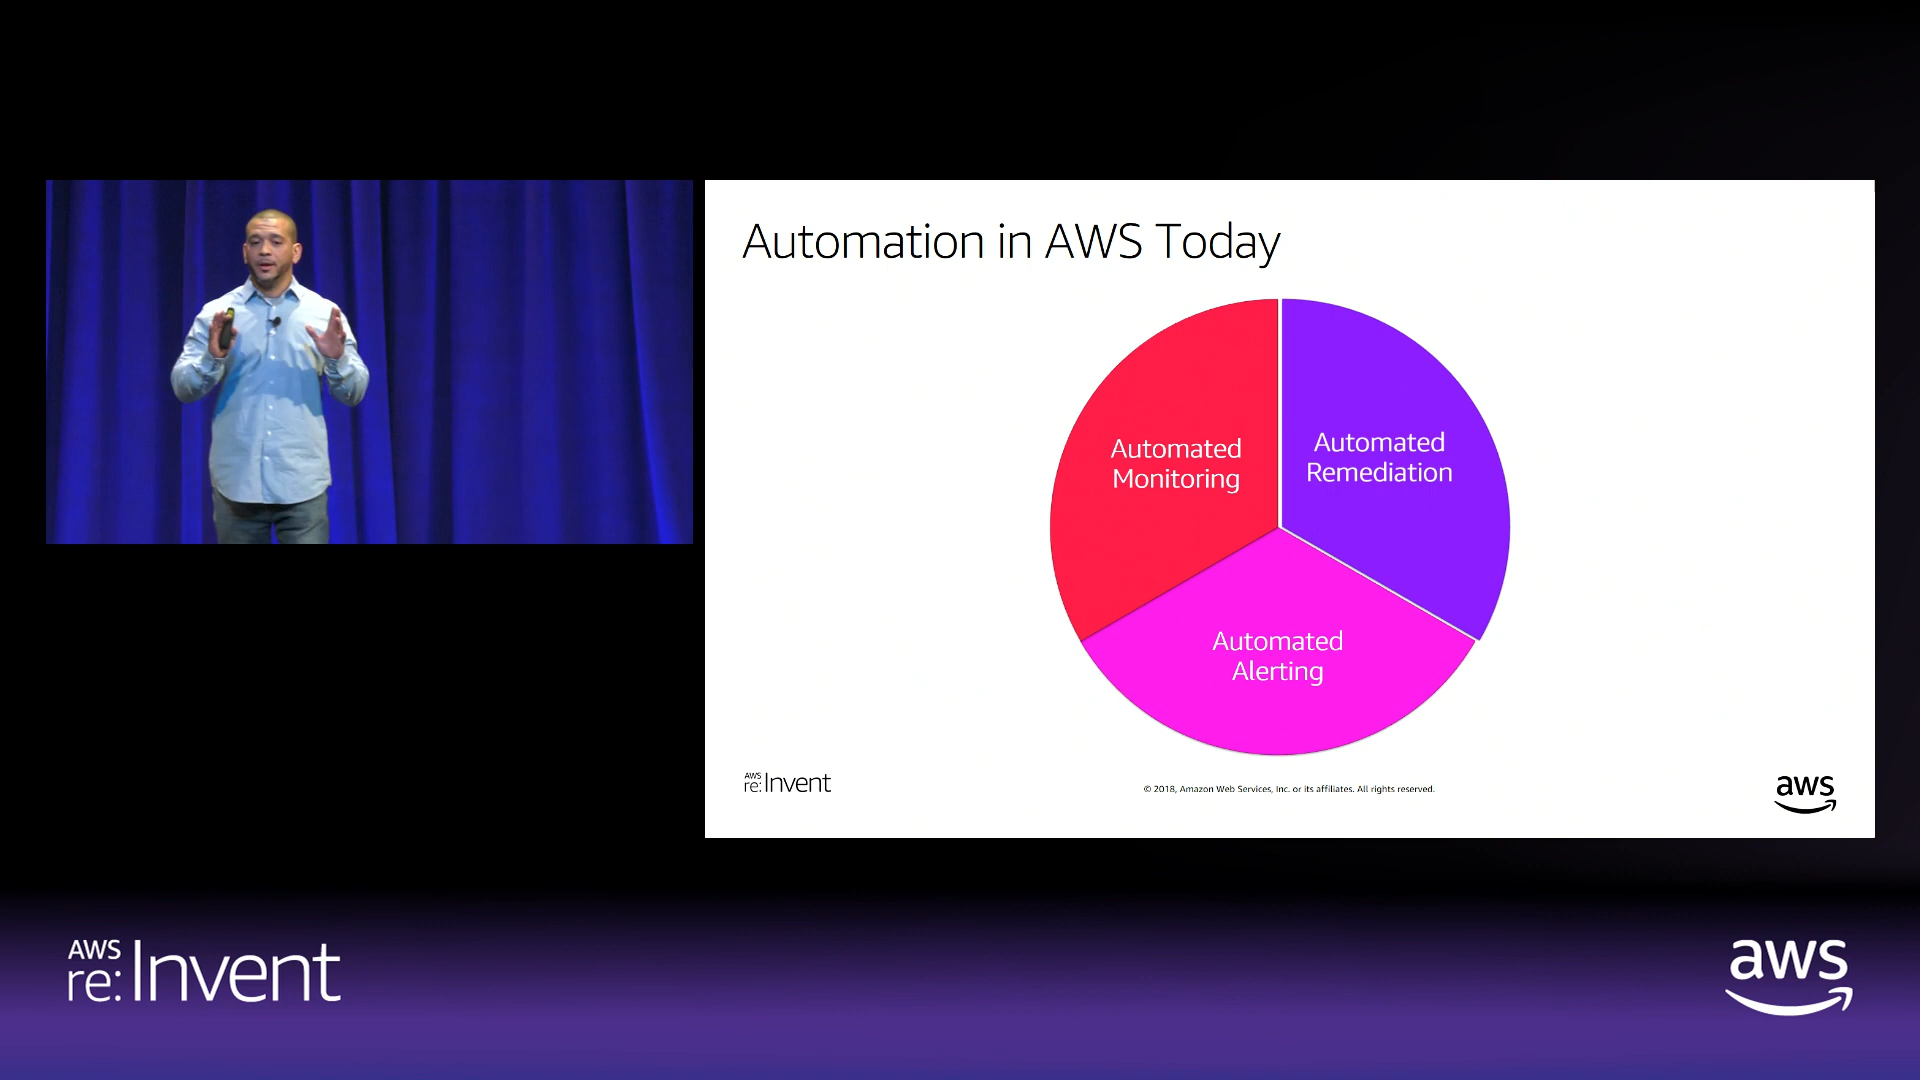 Automation in AWS Today
Automated
Monitoring
Automated
Remediation
Automated
Alerting
AWS
re:Invent
© 2018, Amazon Web Services, Inc. or its affiliates. All rights reserved.
aws
AWS
re:Invent
aws